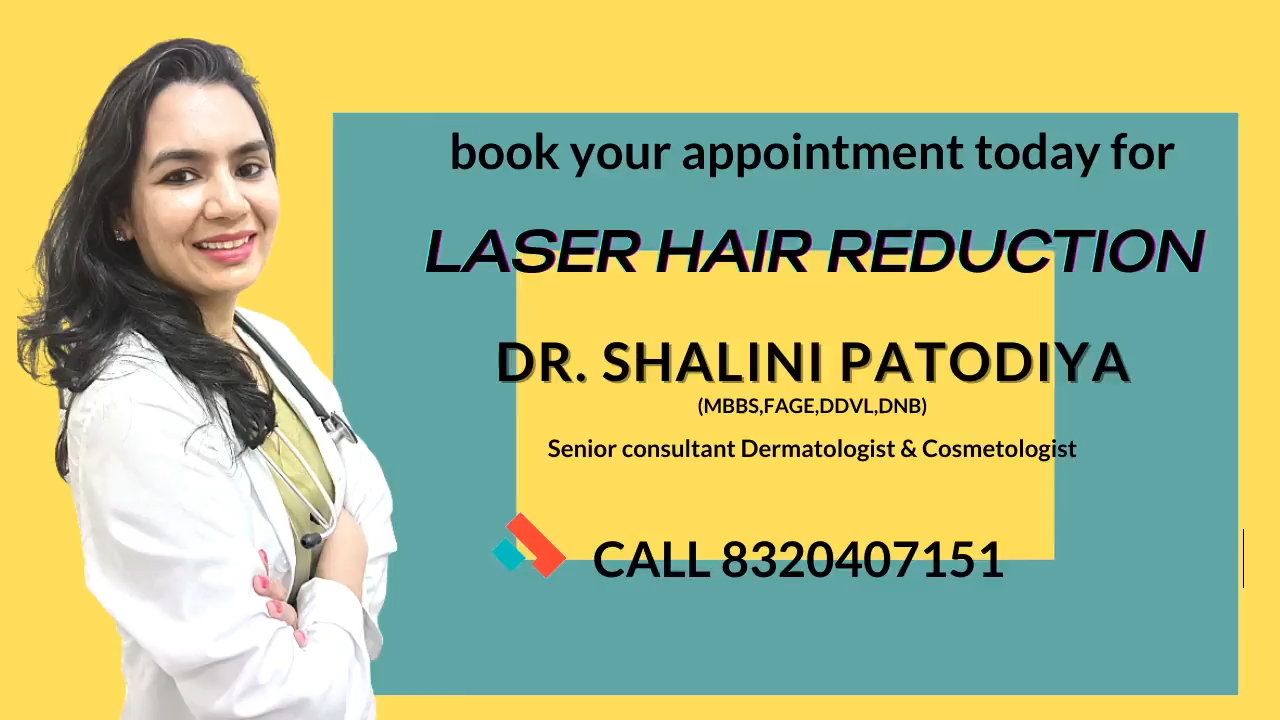 book your appointment today for
LASER HAIR REDUCTION
DR. SHALINI PATODIYA
(MBBS,FAGE,DDVL,DNB)
Senior consultant Dermatologist & Cosmetologist
CALL 8320407151